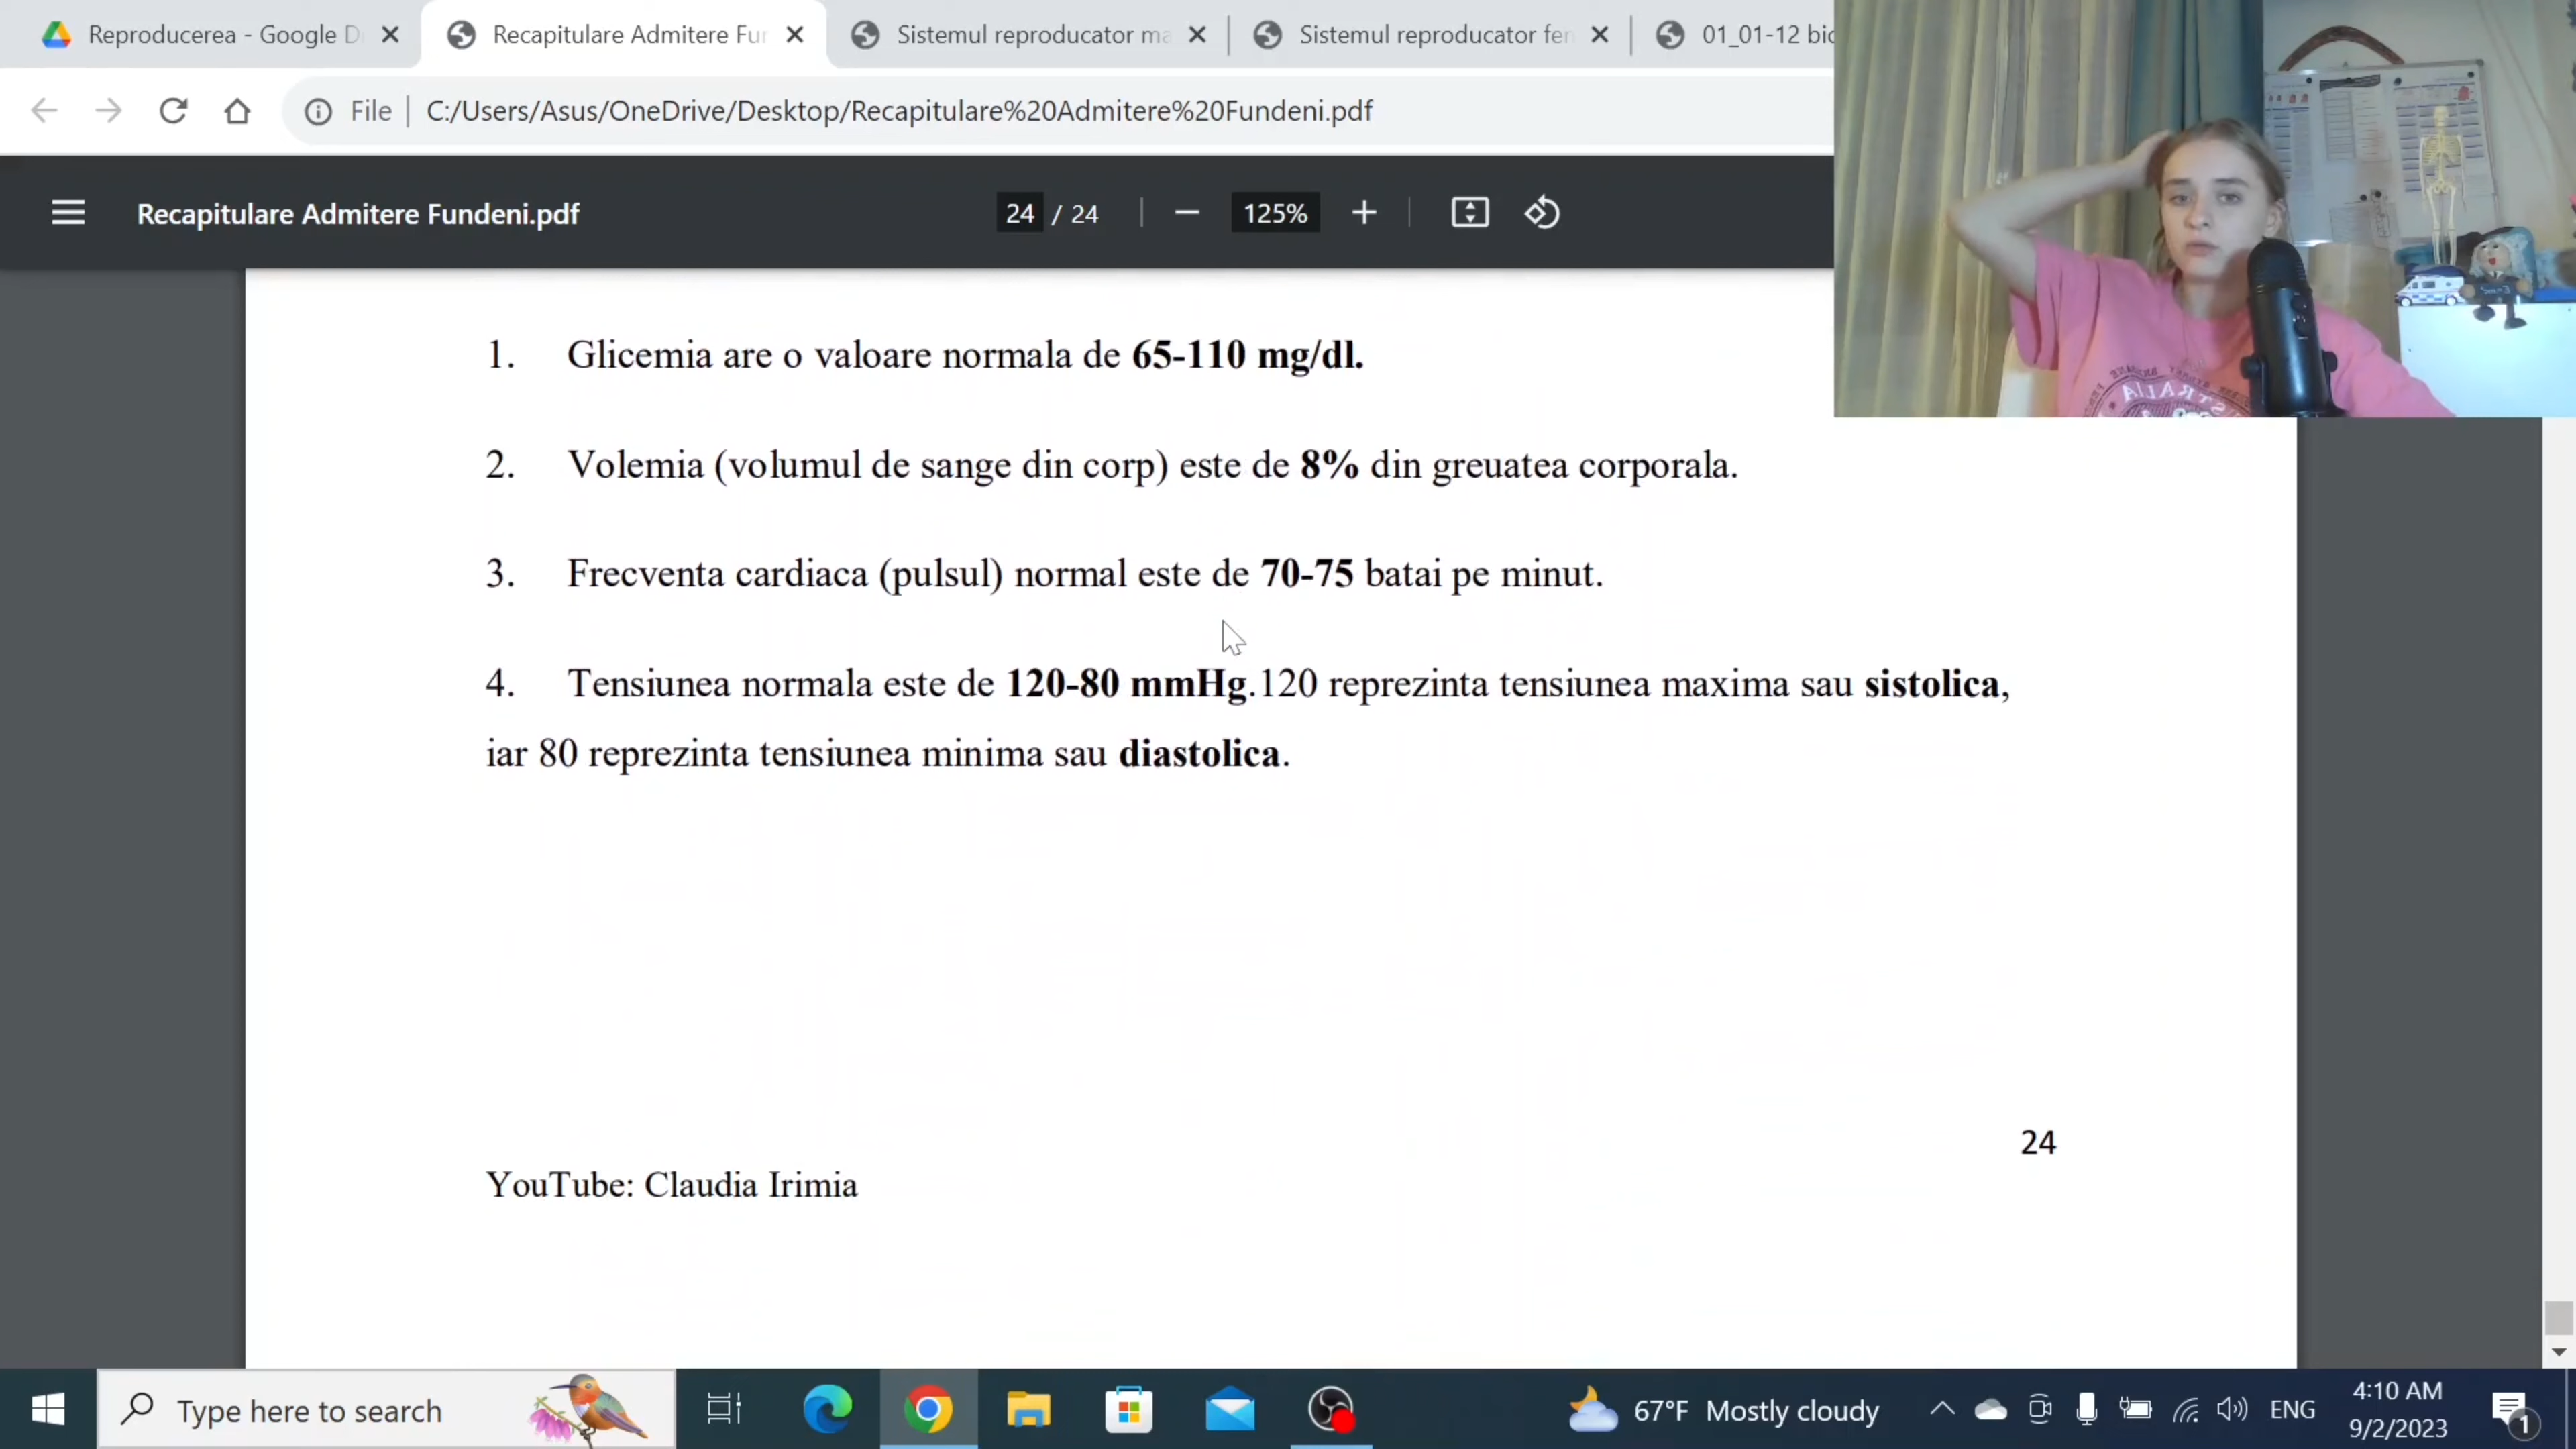 Reproducerea - Google D
Recapitulare Admitere Fun
Sistemul reproducator ma
Sistemul reproducator fem
01_01-12 bio
File
C:/Users/Asus/OneDrive/Desktop/Recapitulare%20Admitere%20Fundeni.pdf
Recapitulare Admitere Fundeni.pdf
24 / 24
125%
1. Glicemia are o valoare normala de 65-110 mg/dl.
2. Volemia (volumul de sange din corp) este de 8% din greuatea corporala.
3. Frecventa cardiaca (pulsul) normal este de 70-75 batai pe minut.
4. Tensiunea normala este de 120-80 mmHg.120 reprezinta tensiunea maxima sau sistolica,
iar 80 reprezinta tensiunea minima sau diastolica.
24
YouTube: Claudia Irimia
Type here to search
67°F Mostly cloudy
ENG
4:10 AM
9/2/2023
1